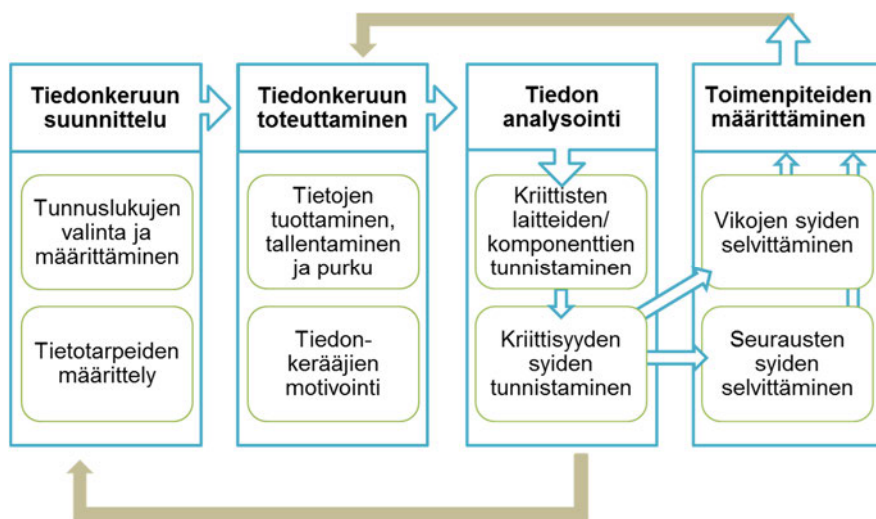 Tiedonkeruun
suunnittelu
Tunnuslukujen
valinta ja
määrittäminen
Tietotarpeiden
määrittely
Tiedonkeruun
toteuttaminen
Tietojen
tuottaminen,
tallentaminen
ja purku
Tiedon-
kerääjien
motivointi
Tiedon
analysointi
Kriittisten
laitteiden/
komponenttien
tunnistaminen
Kriittisyyden
syiden
tunnistaminen
Toimenpiteiden
määrittäminen
Vikojen syiden
selvittäminen
Seurausten
syiden
selvittäminen